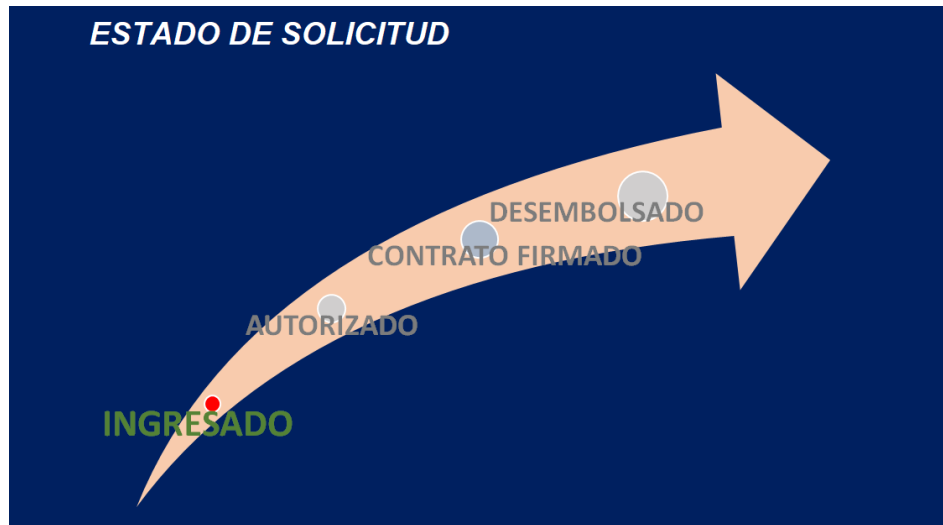 ESTADO DE SOLICITUD
DESEMBOLSADO
CONTRATO FIRMADO
AUTORIZADO
INGRESADO